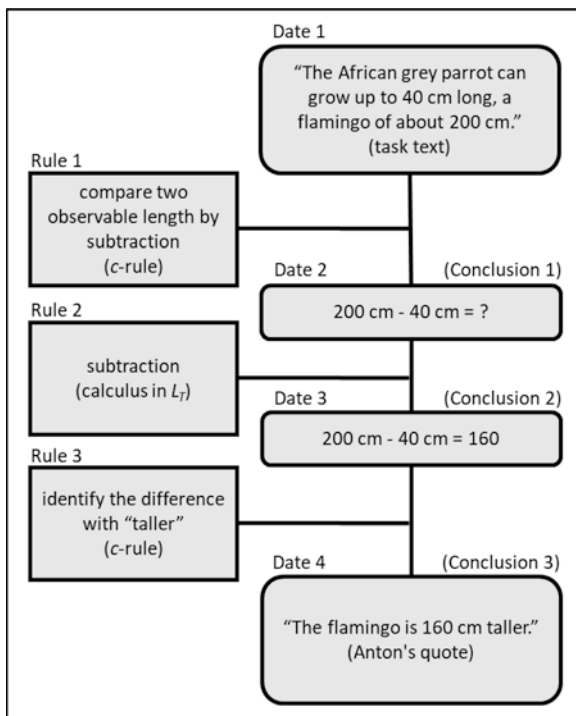 Date 1
“The African grey parrot can
grow up to 40 cm long, a
flamingo of about 200 cm.”
(task text)
Rule 1
compare two
observable length by
subtraction
(c-rule)
Date 2
(Conclusion 1)
200 cm - 40 cm = ?
Rule 2
subtraction
(calculus in L_T)
Date 3
(Conclusion 2)
200 cm - 40 cm = 160
Rule 3
identify the difference
with “taller”
(c-rule)
Date 4
(Conclusion 3)
“The flamingo is 160 cm taller.”
(Anton's quote)